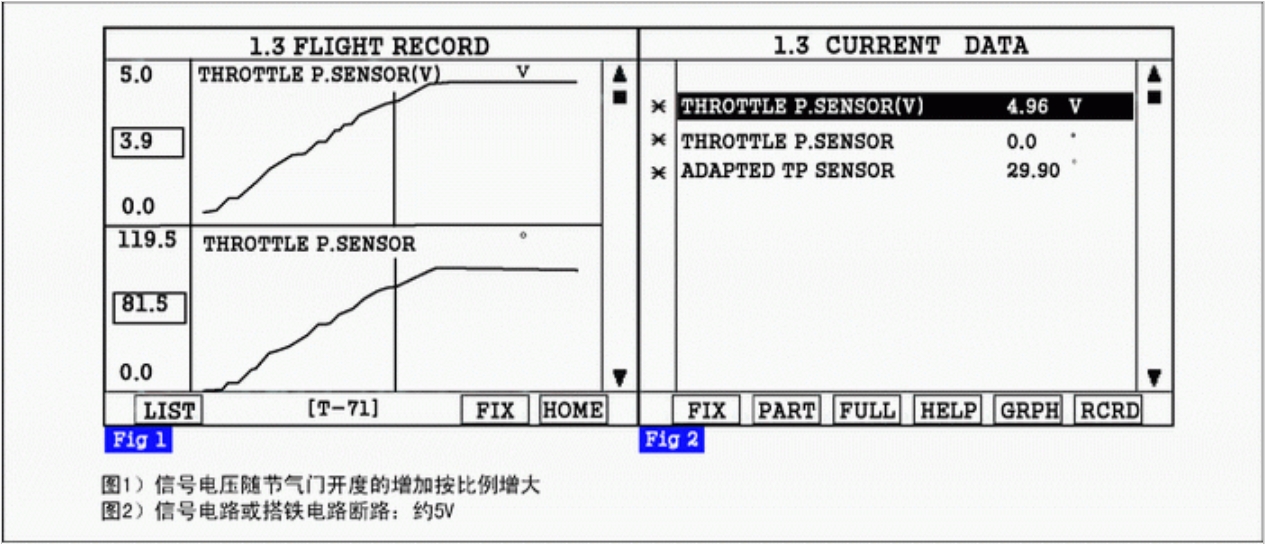 1.3 FLIGHT RECORD
5.0
THROTTLE P.SENSOR(V) V
3.9
0.0
119.5
THROTTLE P.SENSOR °
81.5
0.0
LIST [T-71] FIX HOME
Fig 1
1.3 CURRENT DATA
* THROTTLE P.SENSOR(V) 4.96 V
* THROTTLE P.SENSOR 0.0 °
* ADAPTED TP SENSOR 29.90 °
FIX PART FULL HELP GRPH RCRD
Fig 2
图1）信号电压随节气门开度的增加按比例增大
图2）信号电路或搭铁电路断路：约5V